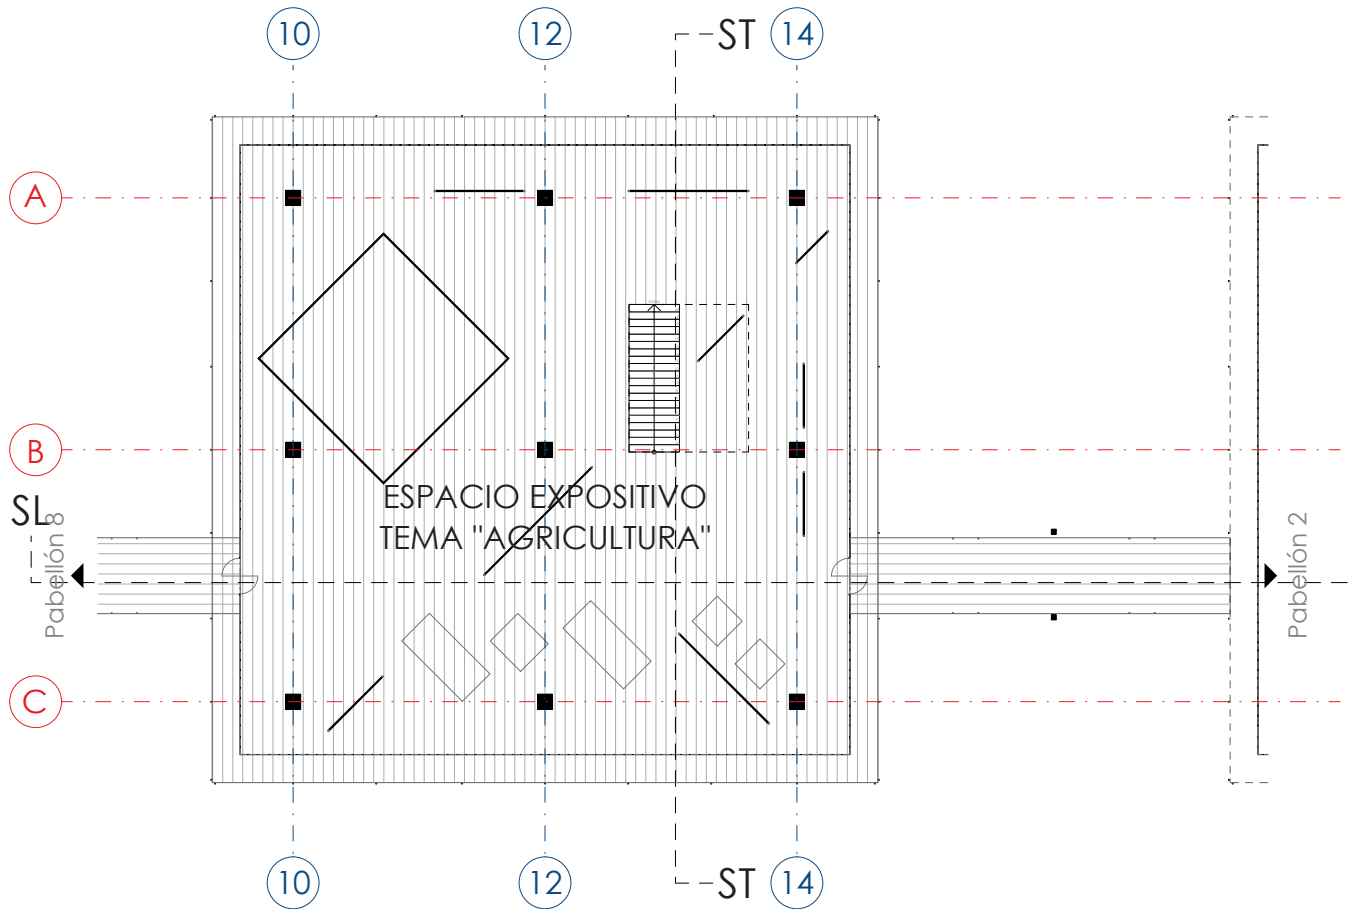 10
12
ST
14
A
B
SL
Pabellón 8
ESPACIO EXPOSITIVO
TEMA "AGRICULTURA"
Pabellón 2
C
10
12
ST
14